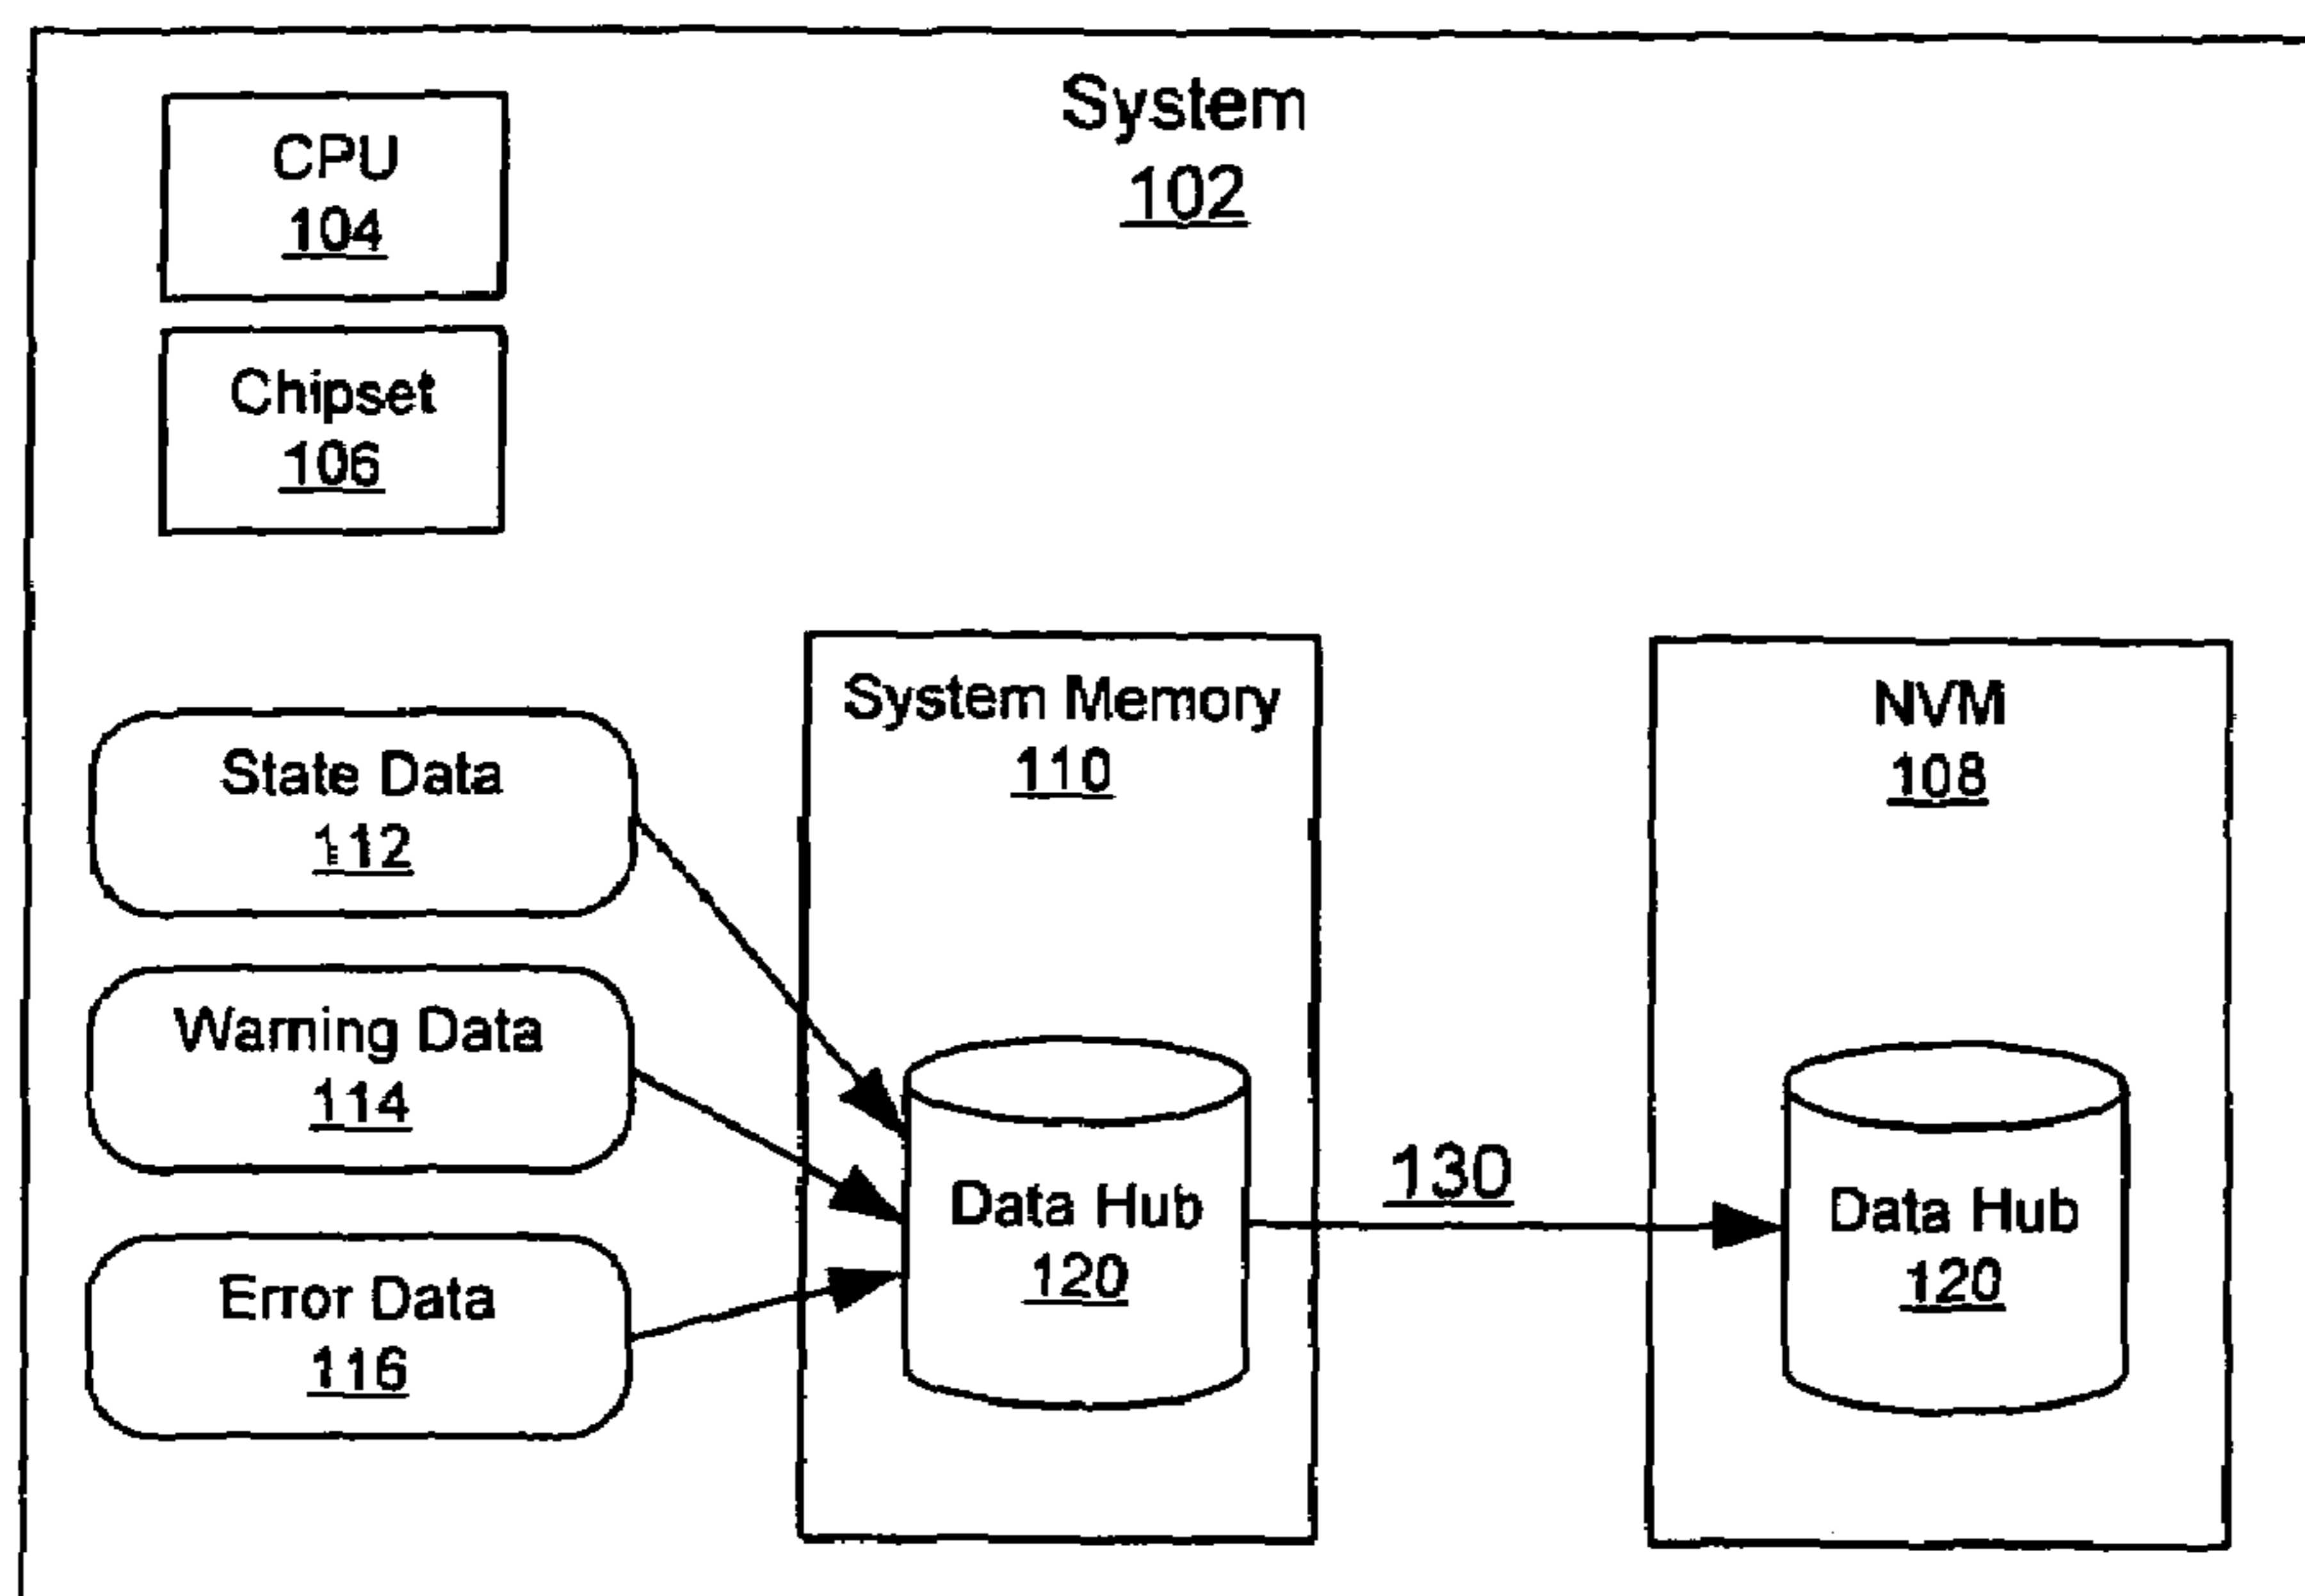 System
102
CPU
104
Chipset
106
System Memory
110
NVM
108
State Data
112
Warning Data
114
Error Data
116
Data Hub
120
130
Data Hub
120